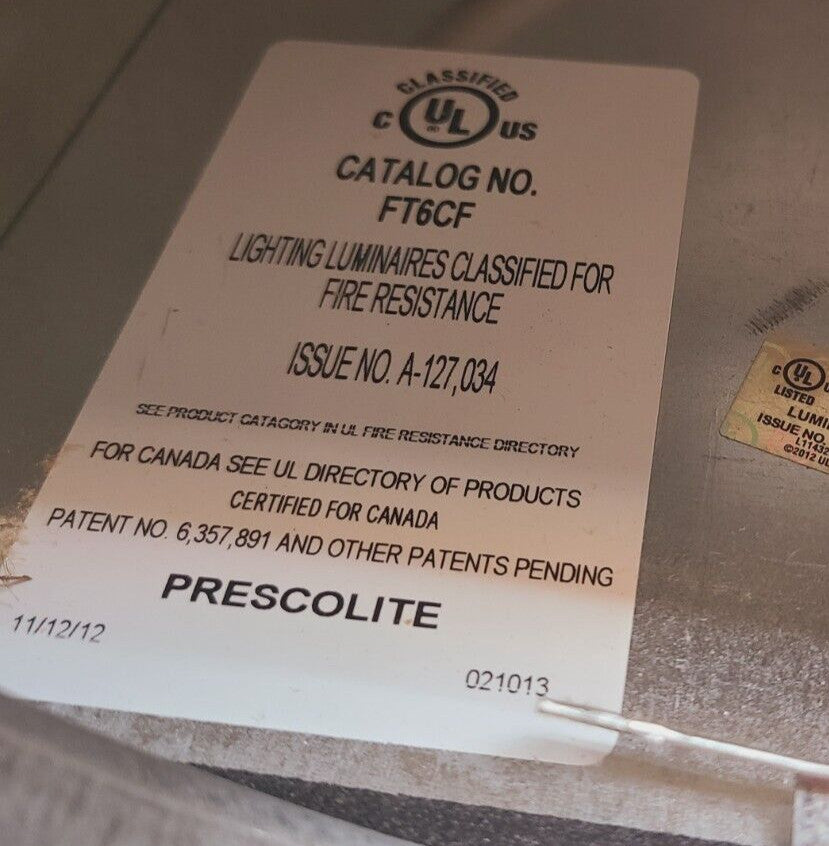 CLASSIFIED
C UL US
®
CATALOG NO.
FT6CF
LIGHTING LUMINAIRES CLASSIFIED FOR
FIRE RESISTANCE
ISSUE NO. A-127,034
SEE PRODUCT CATAGORY IN UL FIRE RESISTANCE DIRECTORY
FOR CANADA SEE UL DIRECTORY OF PRODUCTS
CERTIFIED FOR CANADA
PATENT NO. 6,357,891 AND OTHER PATENTS PENDING
PRESCOLITE
11/12/12
021013
C UL
LISTED
ISSUE NO.
©2012